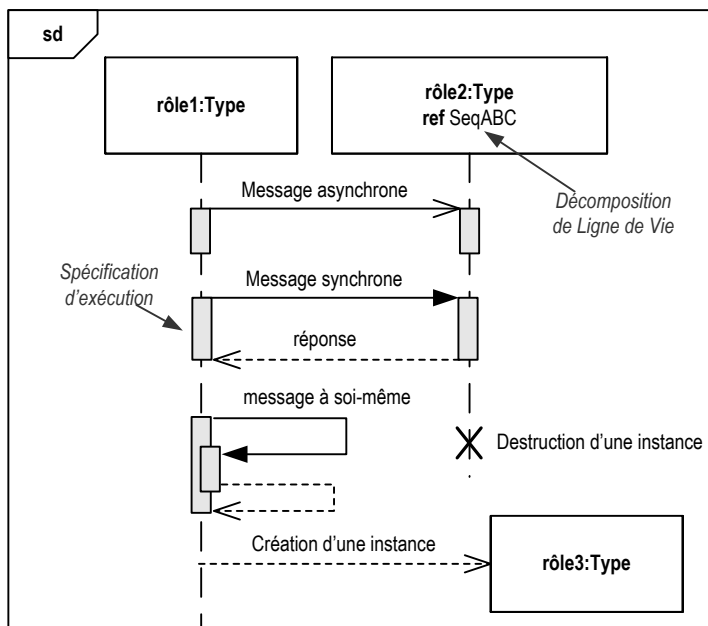 sd
rôle1:Type
rôle2:Type
ref SeqABC
Message asynchrone
Décomposition
de Ligne de Vie
Spécification
d'exécution
Message synchrone
réponse
message à soi-même
Destruction d'une instance
Création d'une instance
rôle3:Type